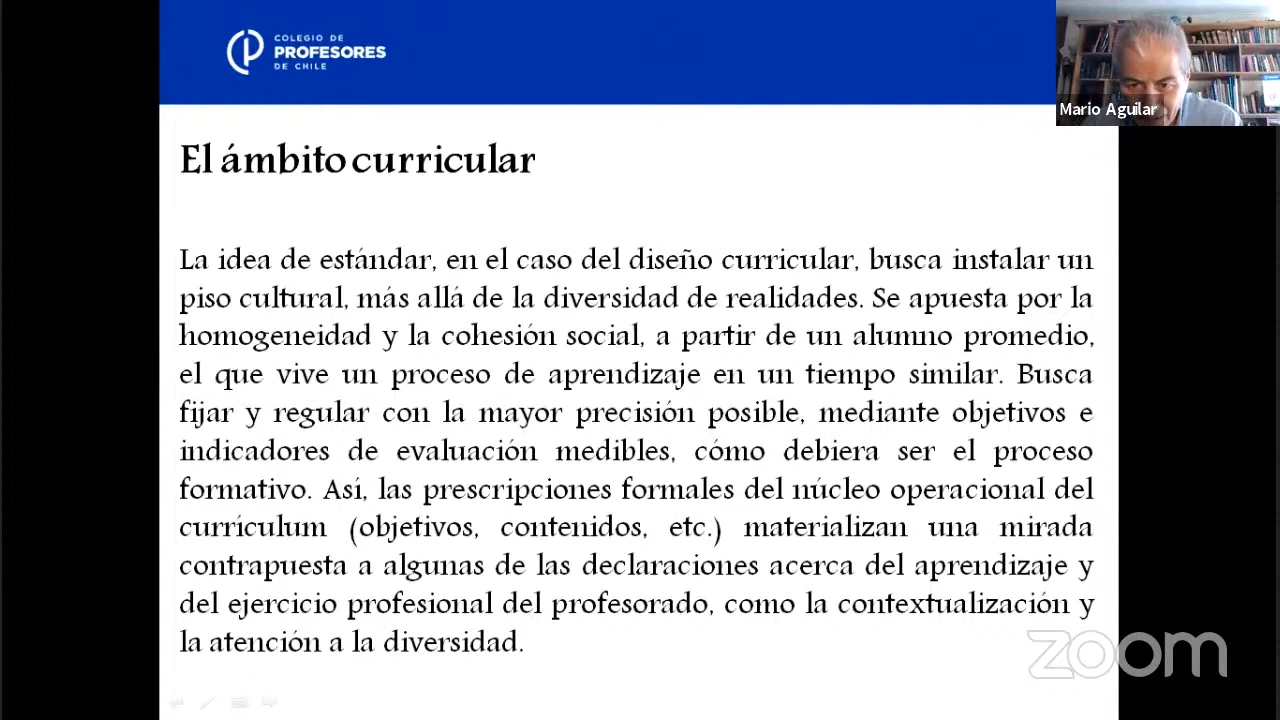 COLEGIO DE
PROFESORES
DE CHILE
Mario Aguilar
El ámbito curricular
La idea de estándar, en el caso del diseño curricular, busca instalar un
piso cultural, más allá de la diversidad de realidades. Se apuesta por la
homogeneidad y la cohesión social, a partir de un alumno promedio,
el que vive un proceso de aprendizaje en un tiempo similar. Busca
fijar y regular con la mayor precisión posible, mediante objetivos e
indicadores de evaluación medibles, cómo debiera ser el proceso
formativo. Así, las prescripciones formales del núcleo operacional del
currículum (objetivos, contenidos, etc.) materializan una mirada
contrapuesta a algunas de las declaraciones acerca del aprendizaje y
del ejercicio profesional del profesorado, como la contextualización y
la atención a la diversidad.
zoom